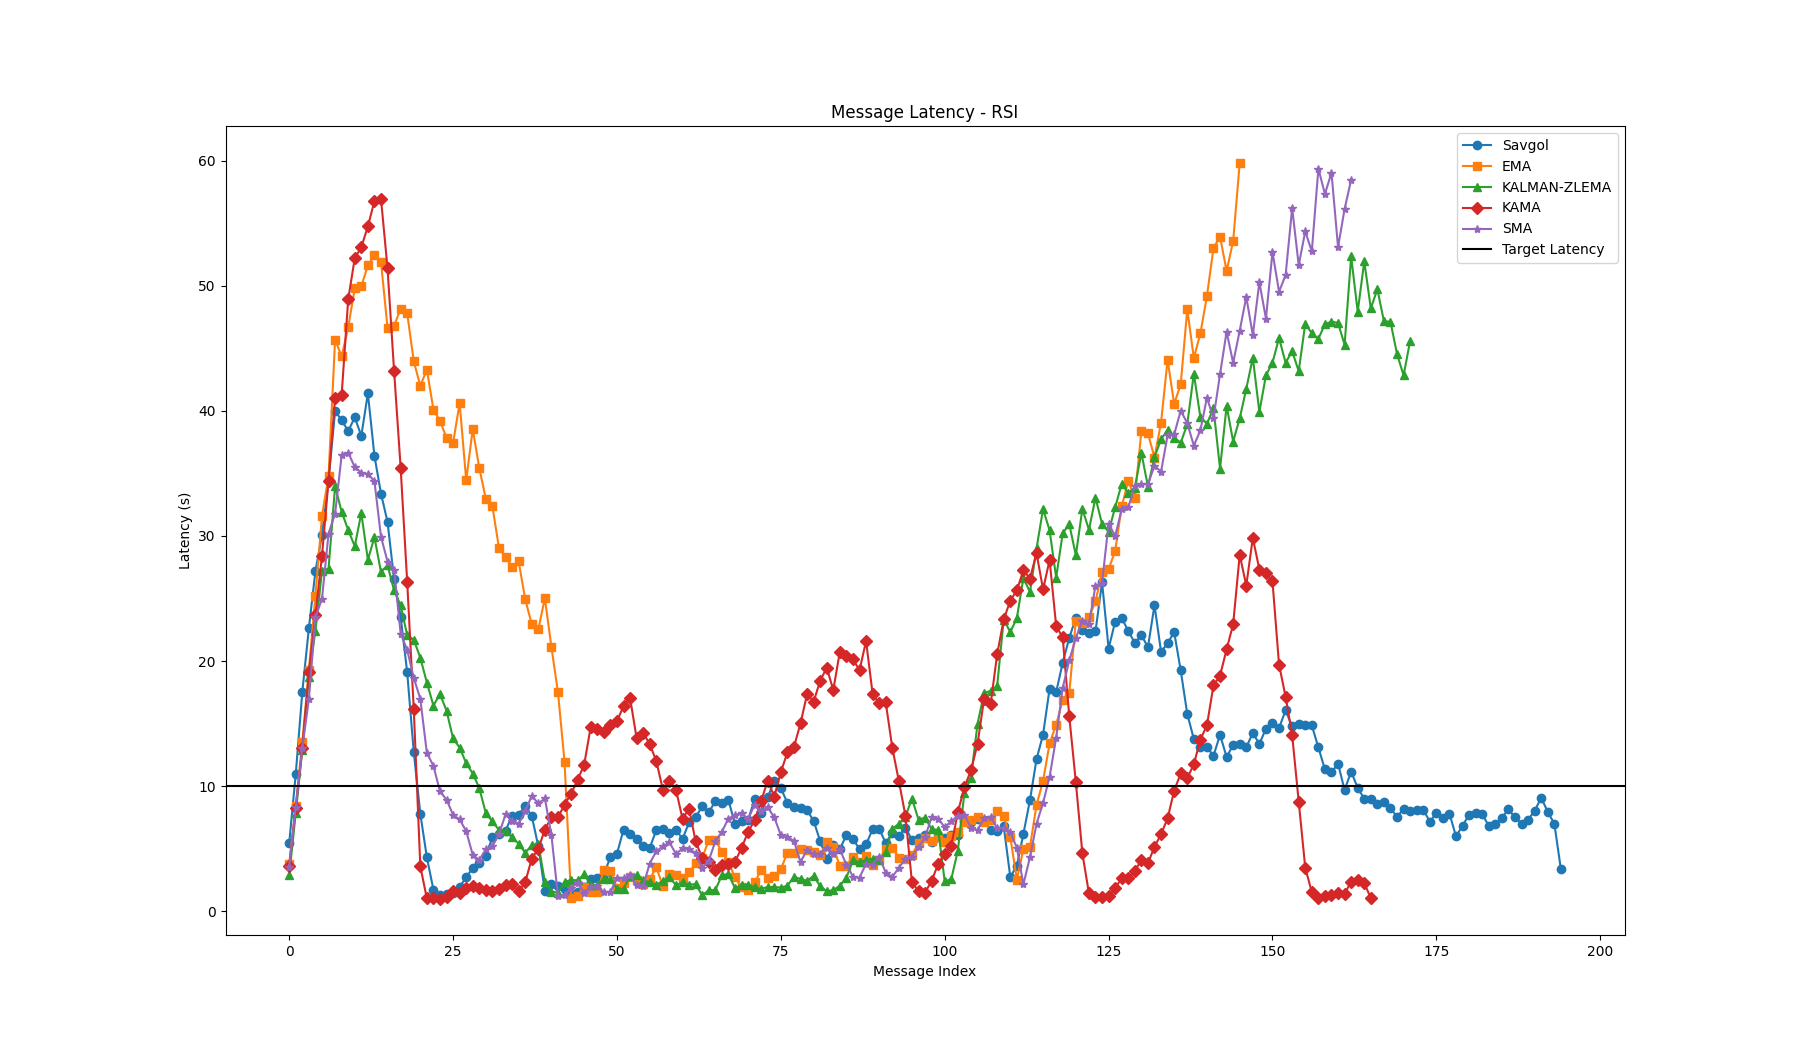 Message Latency - RSI
Savgol
EMA
KALMAN-ZLEMA
KAMA
SMA
Target Latency
Latency (s)
60
50
40
30
20
10
0
0 25 50 75 100 125 150 175 200
Message Index